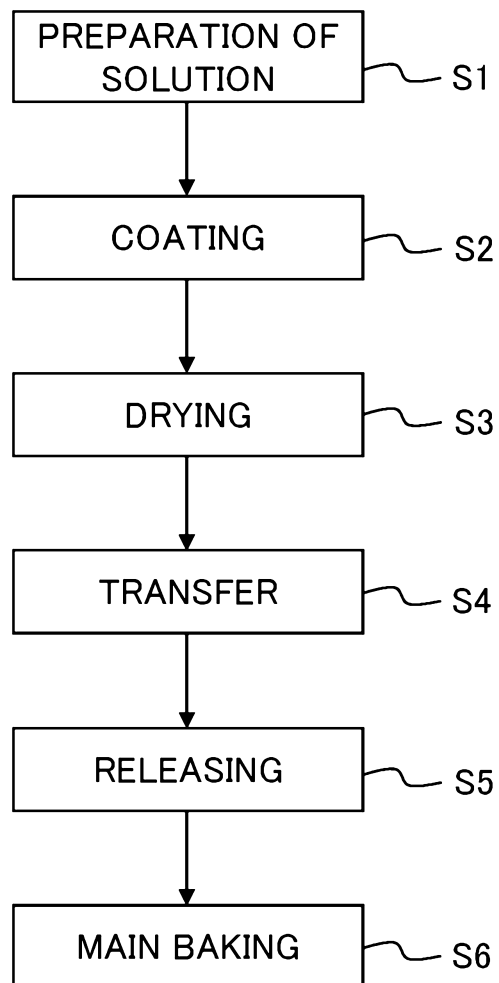 PREPARATION OF
SOLUTION
S1
COATING
S2
DRYING
S3
TRANSFER
S4
RELEASING
S5
MAIN BAKING
S6